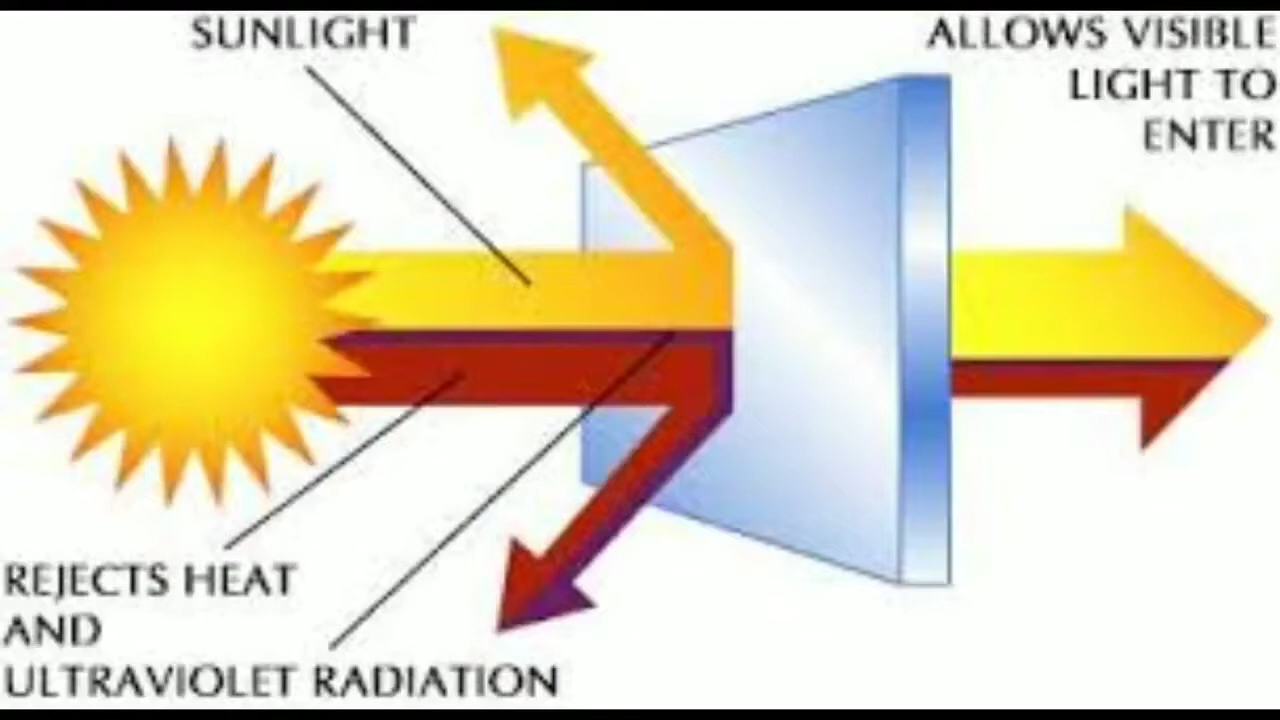 SUNLIGHT
ALLOWS VISIBLE
LIGHT TO
ENTER
REJECTS HEAT
AND
ULTRAVIOLET RADIATION